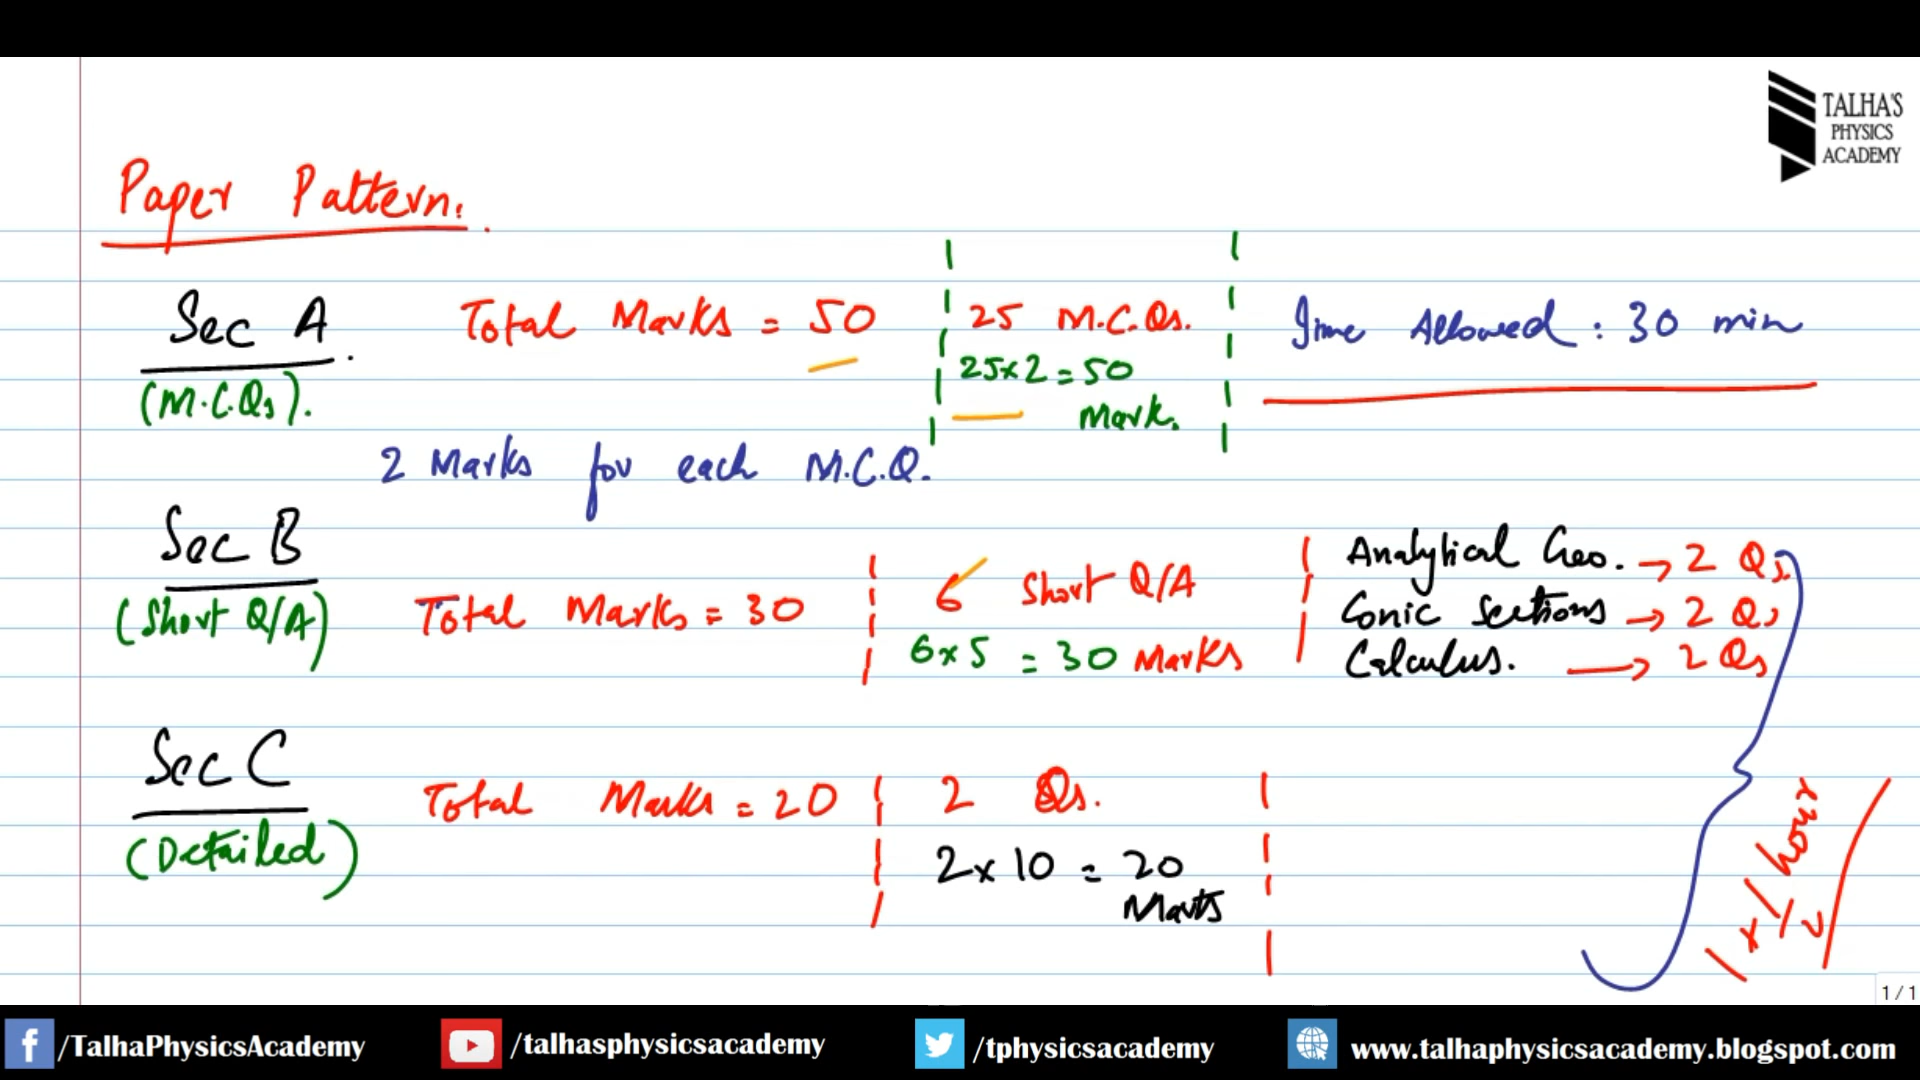 TALHA'S
PHYSICS
ACADEMY
Paper Pattern.
Sec A
(M.C.Qs).
Total Marks = 50
25 M.C.Qs.
25x2=50
Mark.
Time Allowed : 30 min
2 Marks for each M.C.Q.
Sec B
(Short Q/A)
Total Marks = 30
6 Short Q/A
6x5 = 30 Marks
Analytical Geo. → 2 Qs
Conic Sections → 2 Qs
Calculus. → 2 Qs
Sec C
(Detailed)
Total Marks = 20
2 Qs.
2x10 = 20
Marks
hour
1/1
/TalhaPhysicsAcademy
/talhasphysicsacademy
/tphysicsacademy
www.talhaphysicsacademy.blogspot.com